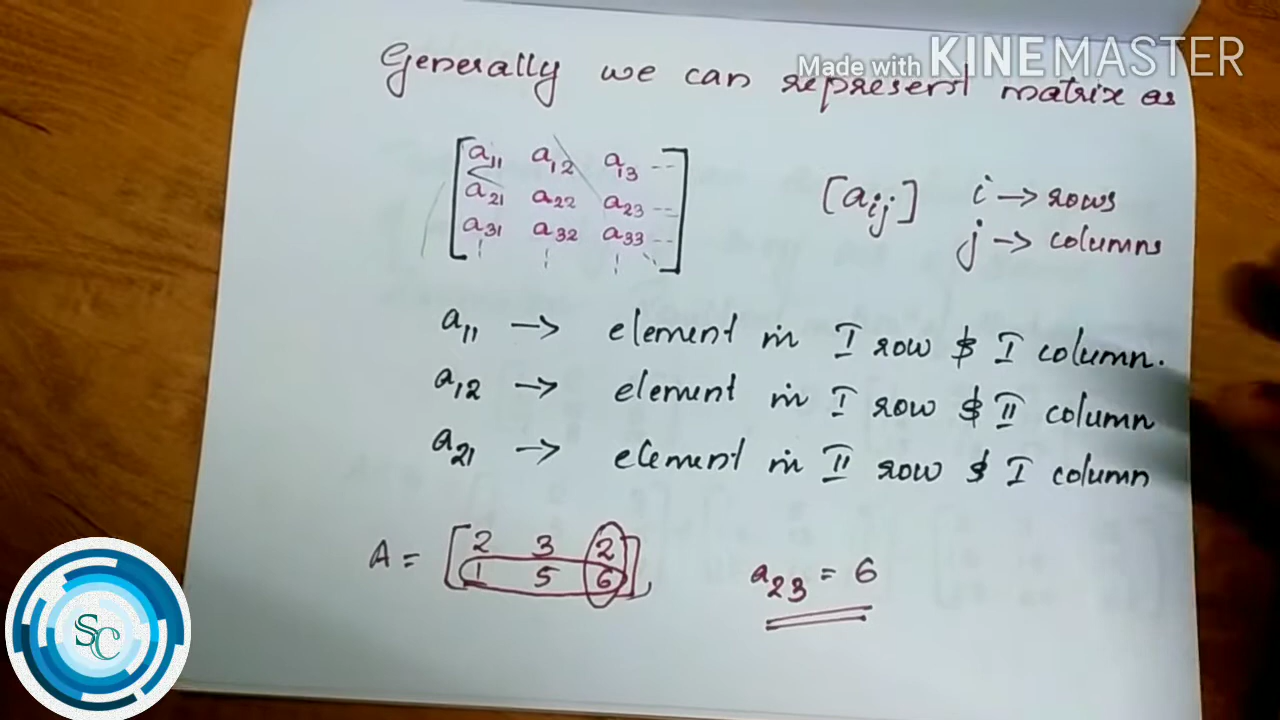 Made with KINEMASTER
Generally we can represent matrix as
a11 a12 a13 --
a21 a22 a23 --
a31 a32 a33 --
[aij] i → rows
j → columns
a11 → element in I row & I column.
a12 → element in I row & II column
a21 → element in II row & I column
A = [2 3 2
1 5 6], a23 = 6
SC